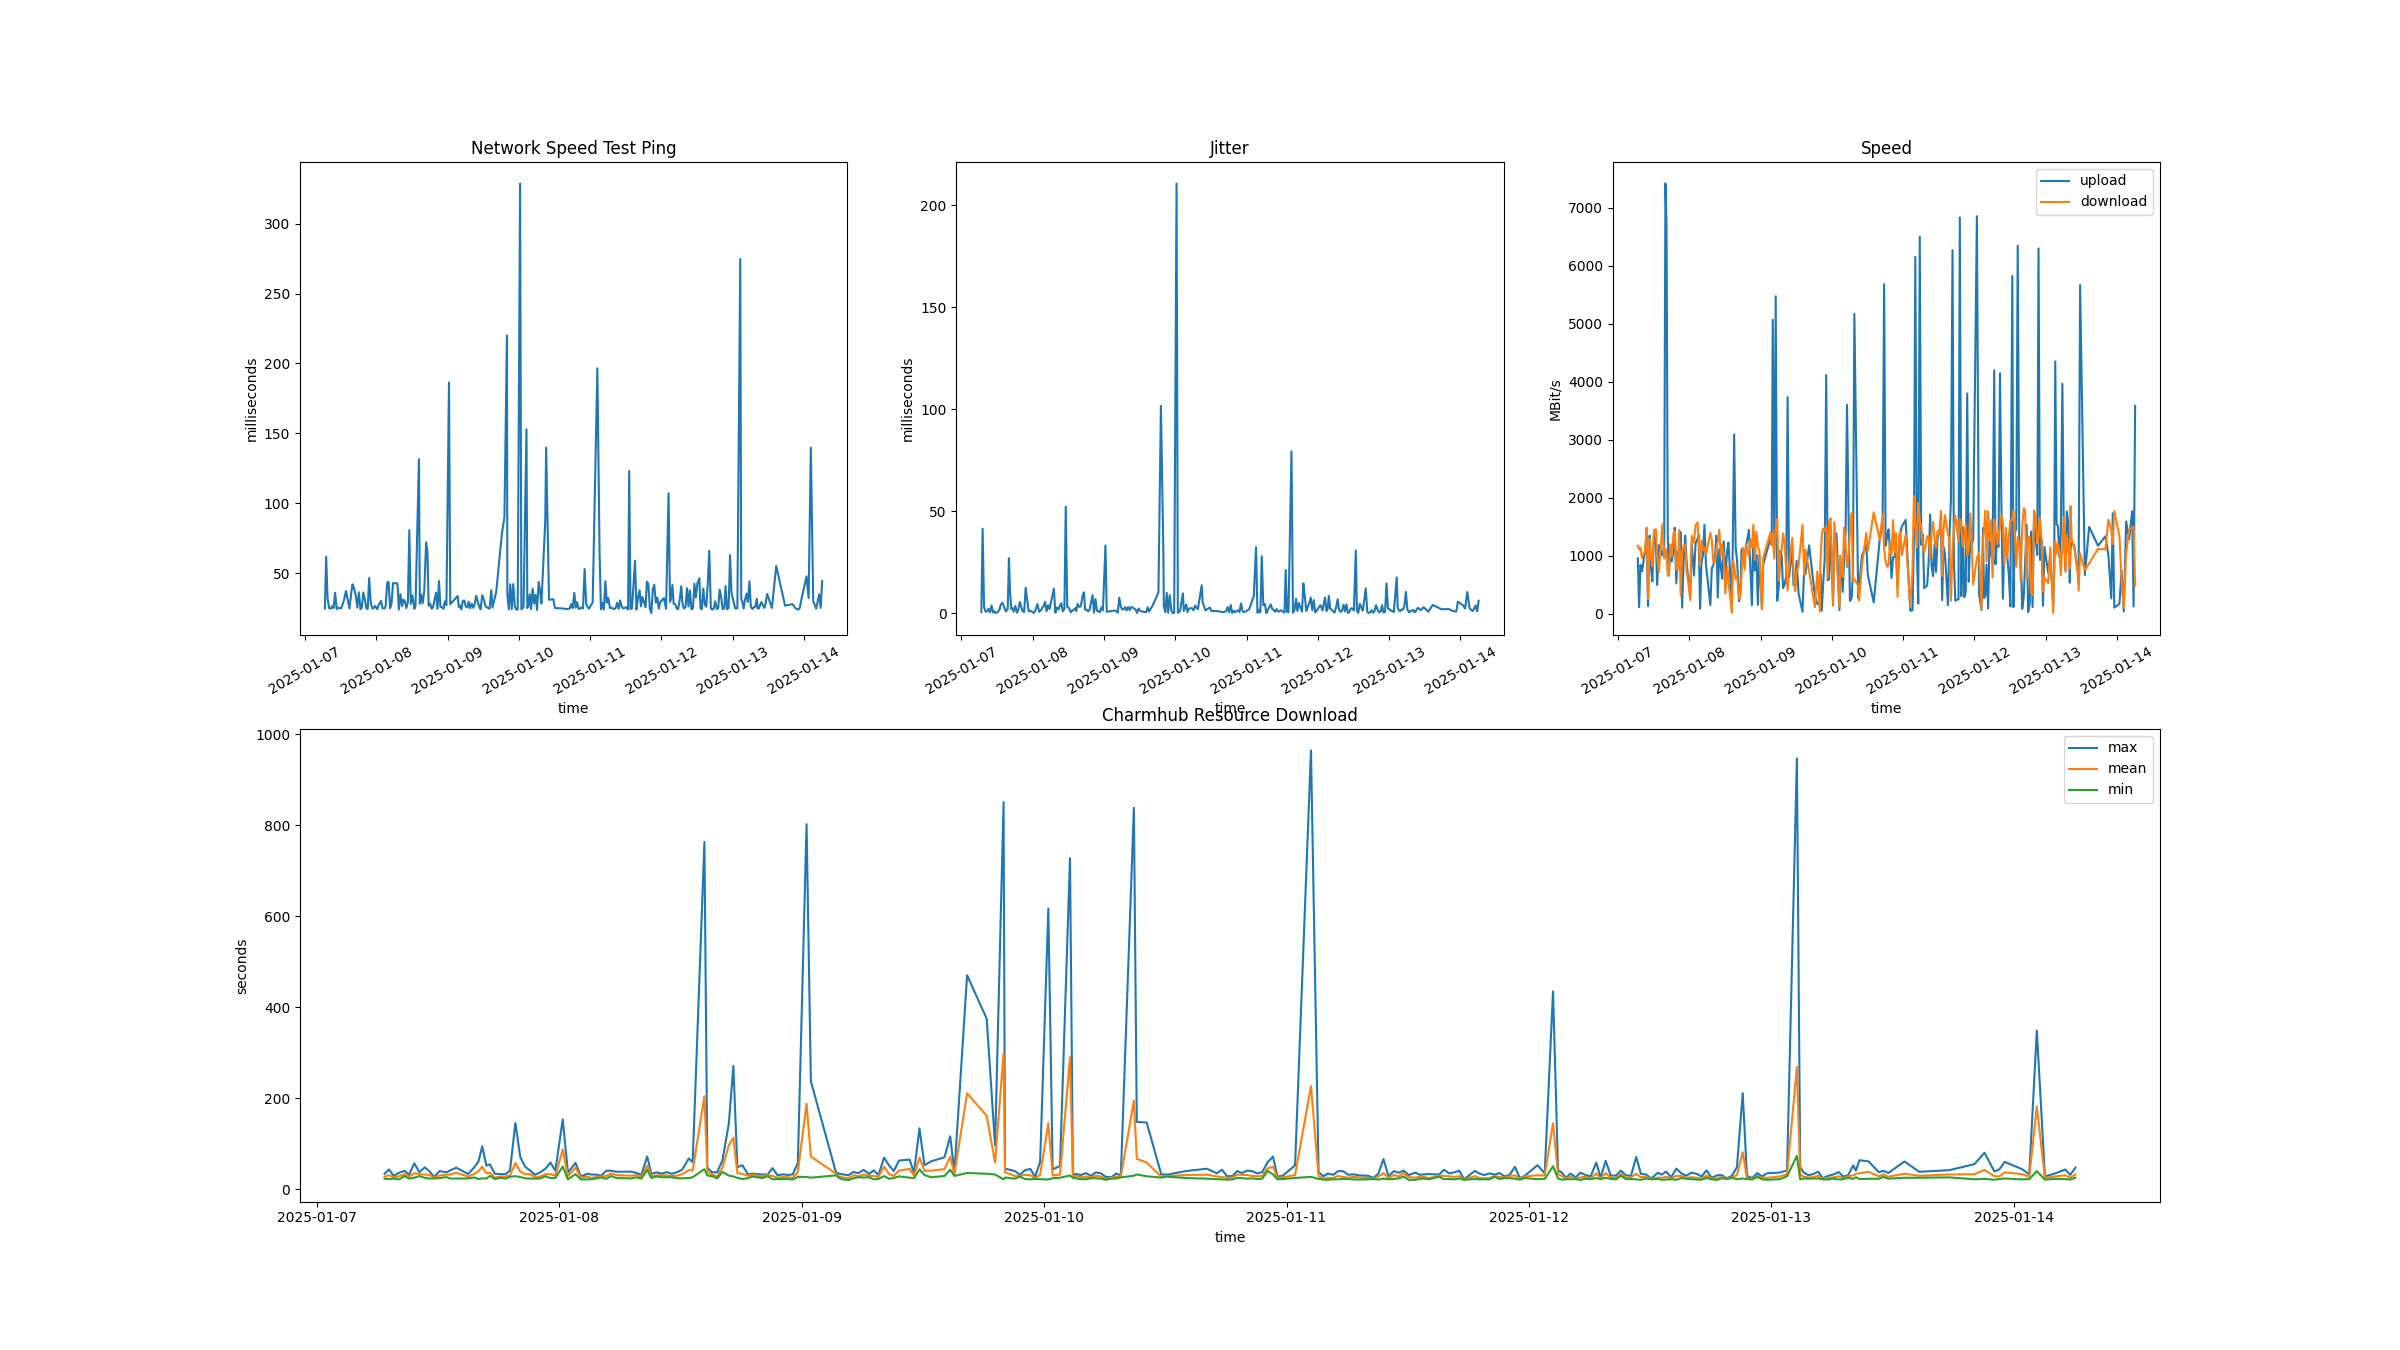 Network Speed Test Ping
milliseconds
300
250
200
150
100
50
2025-01-07 2025-01-08 2025-01-09 2025-01-10 2025-01-11 2025-01-12 2025-01-13 2025-01-14
time
Jitter
milliseconds
200
150
100
50
0
2025-01-07 2025-01-08 2025-01-09 2025-01-10 2025-01-11 2025-01-12 2025-01-13 2025-01-14
time
Speed
upload
download
MBit/s
7000
6000
5000
4000
3000
2000
1000
0
2025-01-07 2025-01-08 2025-01-09 2025-01-10 2025-01-11 2025-01-12 2025-01-13 2025-01-14
time
Charmhub Resource Download
max
mean
min
seconds
1000
800
600
400
200
0
2025-01-07 2025-01-08 2025-01-09 2025-01-10 2025-01-11 2025-01-12 2025-01-13 2025-01-14
time